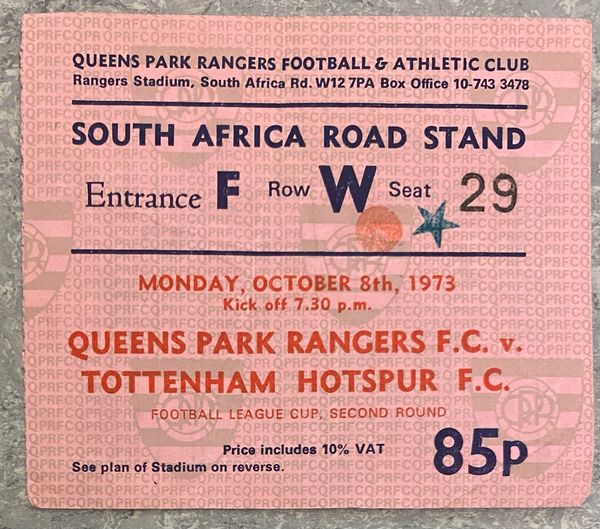 QUEENS PARK RANGERS FOOTBALL & ATHLETIC CLUB
Rangers Stadium, South Africa Rd. W12 7PA Box Office 10-743 3478
SOUTH AFRICA ROAD STAND
Entrance F Row W Seat 29
MONDAY, OCTOBER 8th, 1973
Kick off 7.30 p.m.
QUEENS PARK RANGERS F.C. v.
TOTTENHAM HOTSPUR F.C.
FOOTBALL LEAGUE CUP, SECOND ROUND
Price includes 10% VAT
See plan of Stadium on reverse.
85p